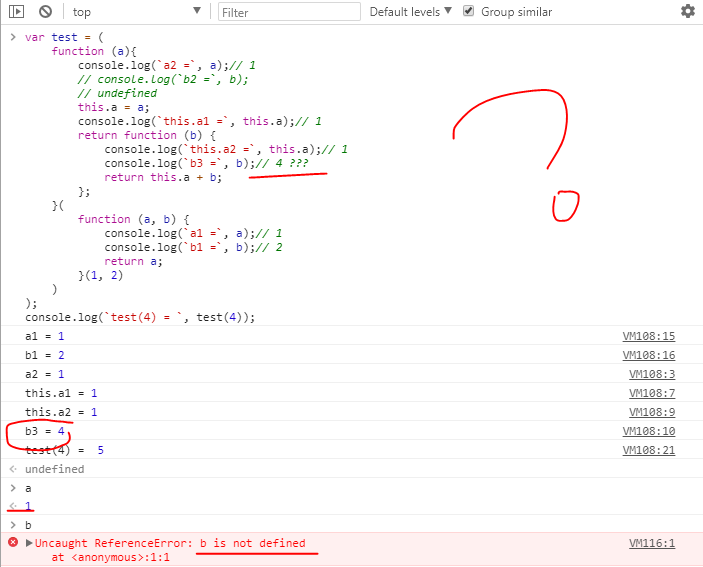 top ▼ Filter Default levels ▼ Group similar
> var test = (
    function (a){
        console.log(`a2 =`, a);// 1
        // console.log(`b2 =`, b);
        // undefined
        this.a = a;
        console.log(`this.a1 =`, this.a);// 1
        return function (b) {
            console.log(`this.a2 =`, this.a);// 1
            console.log(`b3 =`, b);// 4 ???
            return this.a + b;
        };
    }(
        function (a, b) {
            console.log(`a1 =`, a);// 1
            console.log(`b1 =`, b);// 2
            return a;
        }(1, 2)
    )
);
console.log(`test(4) = `, test(4));
a1 = 1 VM108:15
b1 = 2 VM108:16
a2 = 1 VM108:3
this.a1 = 1 VM108:7
this.a2 = 1 VM108:9
b3 = 4 VM108:10
test(4) =  5 VM108:21
undefined
> a
1
> b
▶Uncaught ReferenceError: b is not defined VM116:1
    at <anonymous>:1:1